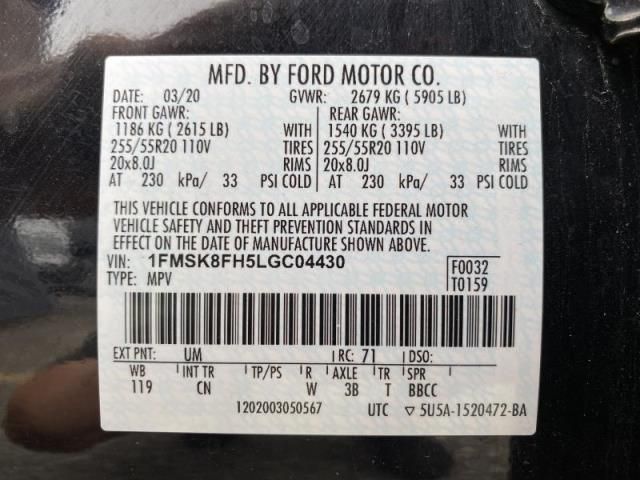 MFD. BY FORD MOTOR CO.
DATE: 03/20 GVWR: 2679 KG ( 5905 LB)
FRONT GAWR: REAR GAWR:
1186 KG ( 2615 LB) WITH 1540 KG ( 3395 LB) WITH
255/55R20 110V TIRES 255/55R20 110V TIRES
20x8.0J RIMS 20x8.0J RIMS
AT 230 kPa/ 33 PSI COLD AT 230 kPa/ 33 PSI COLD
THIS VEHICLE CONFORMS TO ALL APPLICABLE FEDERAL MOTOR
VEHICLE SAFETY AND THEFT PREVENTION STANDARDS IN
EFFECT ON THE DATE OF MANUFACTURE SHOWN ABOVE.
VIN: 1FMSK8FH5LGC04430 F0032
TYPE: MPV T0159
EXT PNT: UM RC: 71 DSO:
WB INT TR TP/PS R AXLE TR SPR
119 CN W 3B T BBCC
1202003050567 UTC ▽ 5U5A-1520472-BA